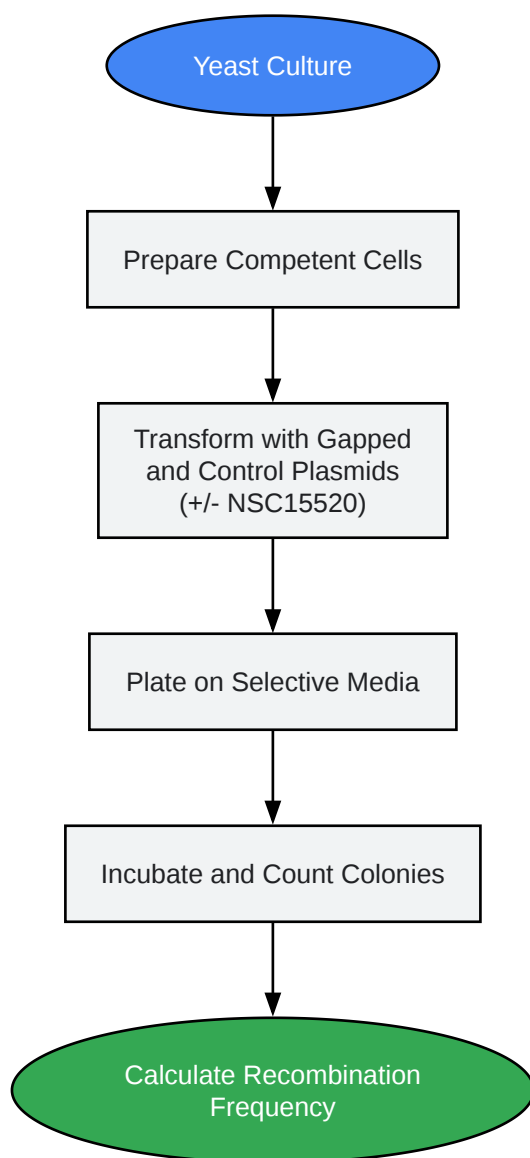 Yeast Culture
Prepare Competent Cells
Transform with Gapped
and Control Plasmids
(+/- NSC15520)
Plate on Selective Media
Incubate and Count Colonies
Calculate Recombination
Frequency